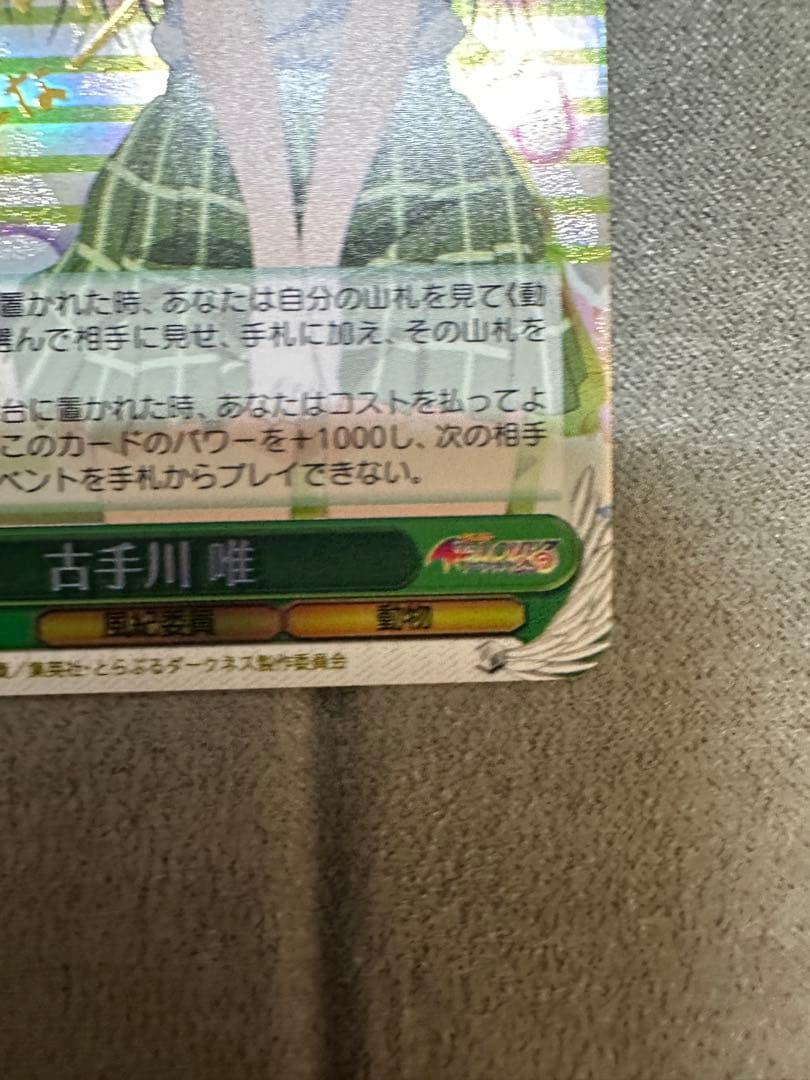 置かれた時、あなたは自分の山札を見て《動
選んで相手に見せ、手札に加え、その山札を
台に置かれた時、あなたはコストを払ってよ
このカードのパワーを+1000し、次の相手
ベントを手札からプレイできない。
古手川 唯
風紀委員 動物
/集英社・とらぶるダークネス製作委員会